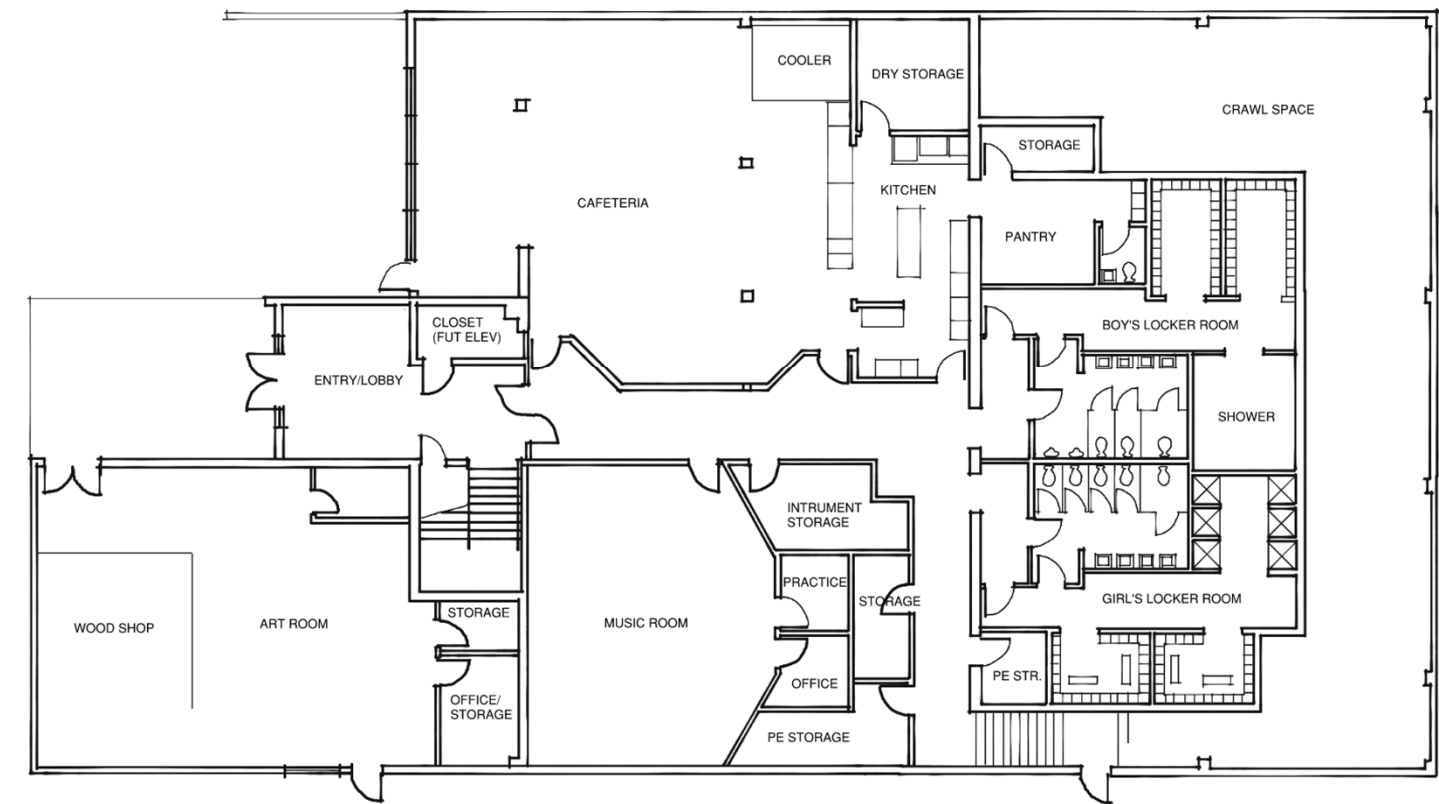 COOLER
DRY STORAGE
CRAWL SPACE
STORAGE
KITCHEN
CAFETERIA
PANTRY
CLOSET
(FUT ELEV)
BOY'S LOCKER ROOM
ENTRY/LOBBY
SHOWER
INTRUMENT
STORAGE
PRACTICE
STORAGE
GIRL'S LOCKER ROOM
STORAGE
WOOD SHOP
ART ROOM
MUSIC ROOM
OFFICE
PE STR.
OFFICE/
STORAGE
PE STORAGE